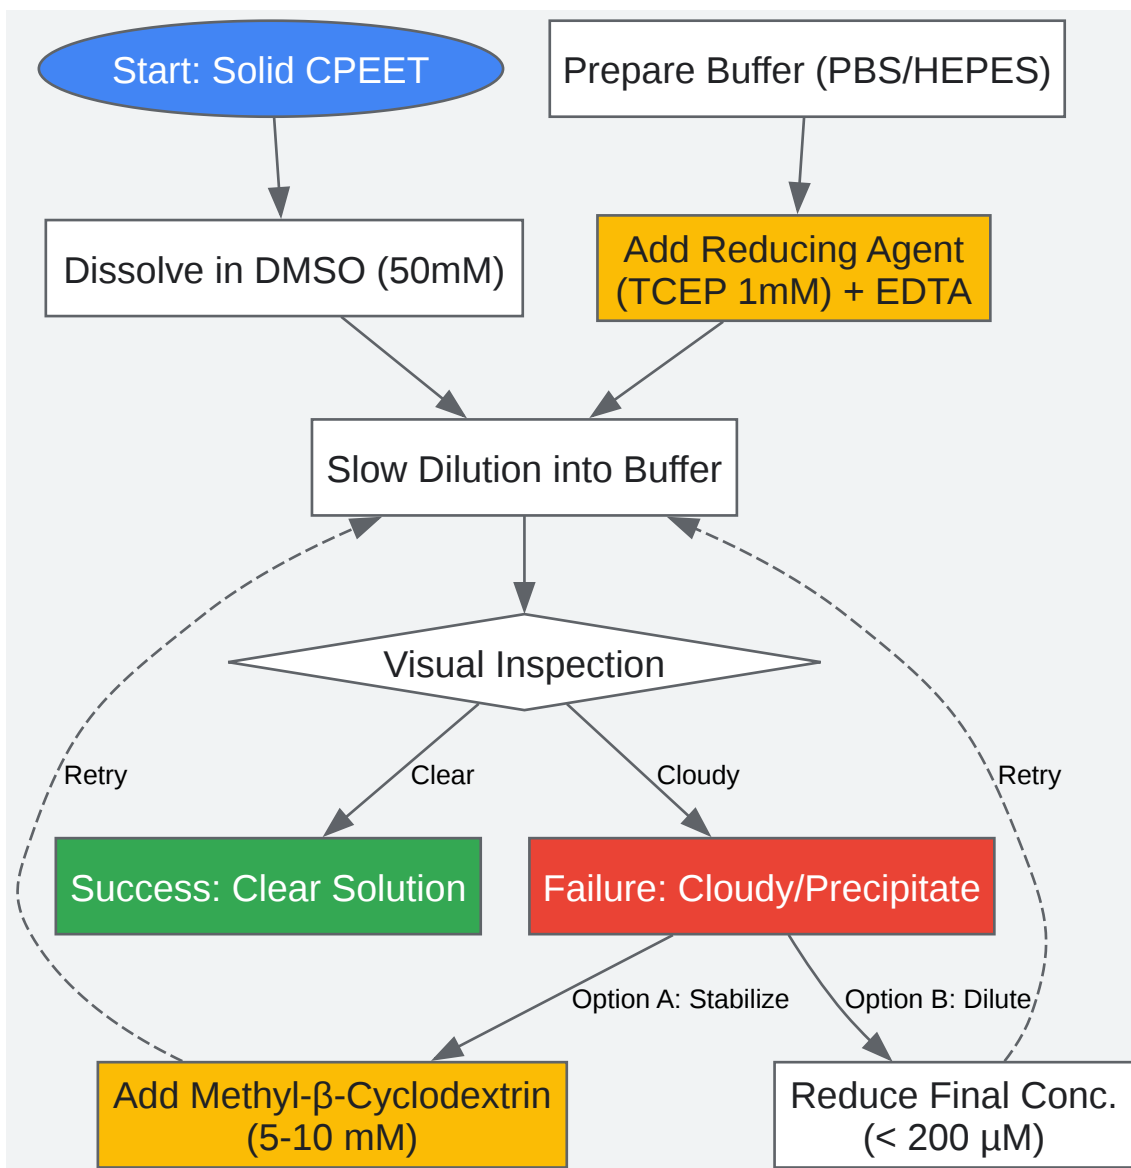 Start: Solid CPEET
Prepare Buffer (PBS/HEPES)
Dissolve in DMSO (50mM)
Add Reducing Agent
(TCEP 1mM) + EDTA
Slow Dilution into Buffer
Visual Inspection
Retry
Clear
Cloudy
Retry
Success: Clear Solution
Failure: Cloudy/Precipitate
Option A: Stabilize
Option B: Dilute
Add Methyl-β-Cyclodextrin
(5-10 mM)
Reduce Final Conc.
(< 200 µM)